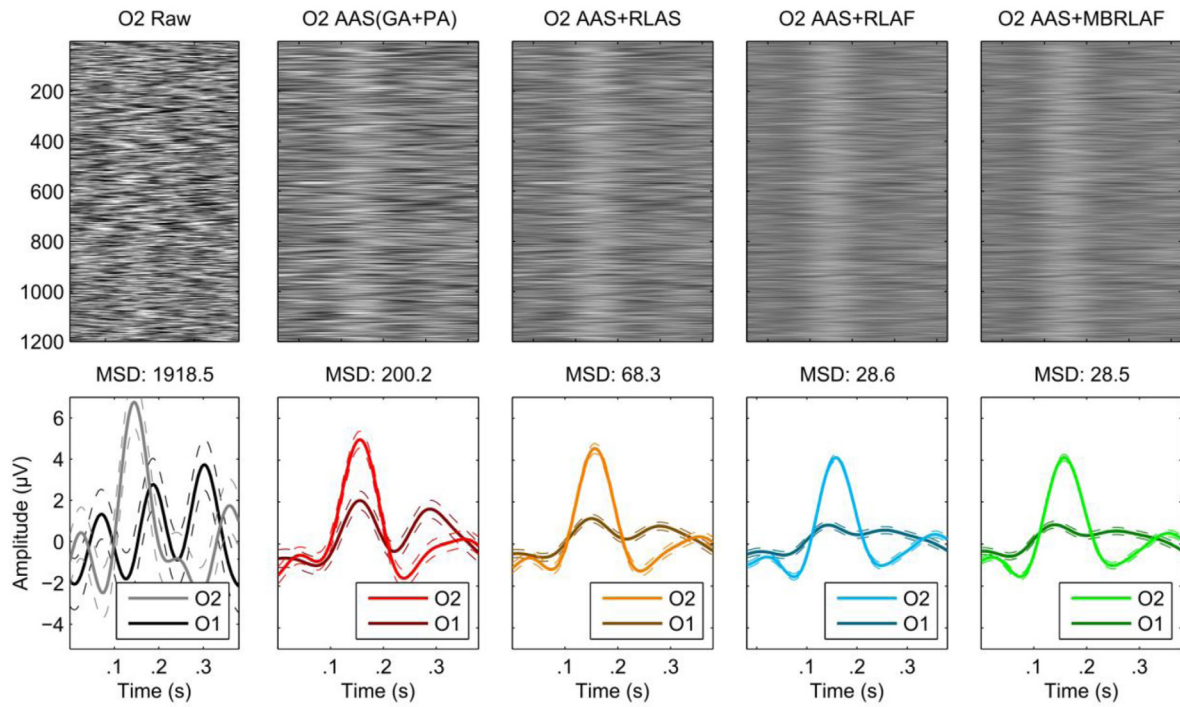 O2 Raw
O2 AAS(GA+PA)
O2 AAS+RLAS
O2 AAS+RLAF
O2 AAS+MBRLAF
200
400
600
800
1000
1200
MSD: 1918.5
MSD: 200.2
MSD: 68.3
MSD: 28.6
MSD: 28.5
Amplitude (µV)
6
4
2
0
−2
−4
O2
O1
O2
O1
O2
O1
O2
O1
O2
O1
.1 .2 .3
.1 .2 .3
.1 .2 .3
.1 .2 .3
.1 .2 .3
Time (s)
Time (s)
Time (s)
Time (s)
Time (s)